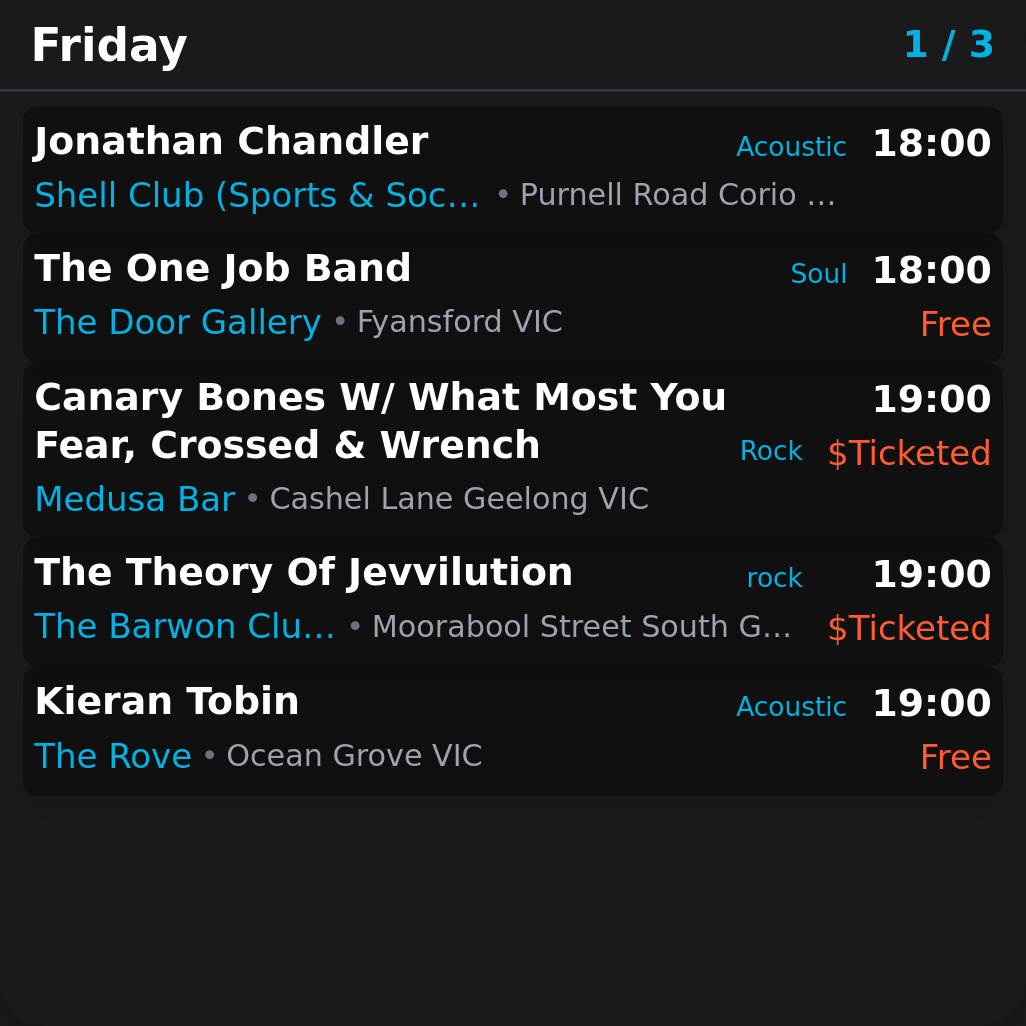 Friday 1 / 3
Jonathan Chandler Acoustic 18:00
Shell Club (Sports & Soc... • Purnell Road Corio ...
The One Job Band Soul 18:00
The Door Gallery • Fyansford VIC Free
Canary Bones W/ What Most You 19:00
Fear, Crossed & Wrench Rock $Ticketed
Medusa Bar • Cashel Lane Geelong VIC
The Theory Of Jevvilution rock 19:00
The Barwon Clu... • Moorabool Street South G... $Ticketed
Kieran Tobin Acoustic 19:00
The Rove • Ocean Grove VIC Free